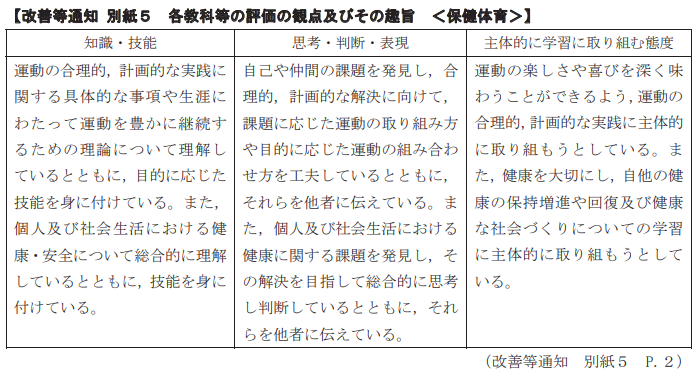 【改善等通知 別紙５　各教科等の評価の観点及びその趣旨　＜保健体育＞】
知識・技能
運動の合理的，計画的な実践に
関する具体的な事項や生涯に
わたって運動を豊かに継続す
るための理論について理解し
ているとともに，目的に応じた
技能を身に付けている。また，
個人及び社会生活における健
康・安全について総合的に理解
しているとともに，技能を身に
付けている。
思考・判断・表現
自己や仲間の課題を発見し，合
理的，計画的な解決に向けて，
課題に応じた運動の取り組み方
や目的に応じた運動の組み合わ
せ方を工夫しているとともに，
それらを他者に伝えている。ま
た，個人及び社会生活における
健康に関する課題を発見し，そ
の解決を目指して総合的に思考
し判断しているとともに，それ
らを他者に伝えている。
主体的に学習に取り組む態度
運動の楽しさや喜びを深く味
わうことができるよう，運動の
合理的，計画的な実践に主体的
に取り組もうとしている。ま
た，健康を大切にし，自他の健
康の保持増進や回復及び健康
な社会づくりについての学習
に主体的に取り組もうとして
いる。
（改善等通知　別紙５　P.２）